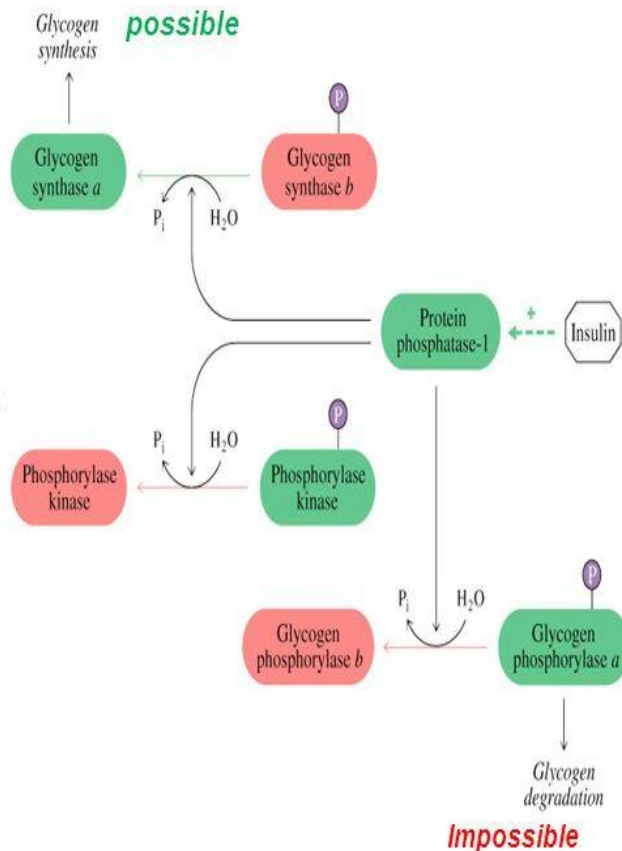 Glycogen
synthesis
possible
P
Glycogen
synthase a
Glycogen
synthase b
Pi
H2O
Protein
phosphatase-1
+
Insulin
P
Pi
H2O
Phosphorylase
kinase
Phosphorylase
kinase
P
Pi
H2O
Glycogen
phosphorylase b
Glycogen
phosphorylase a
Glycogen
degradation
Impossible